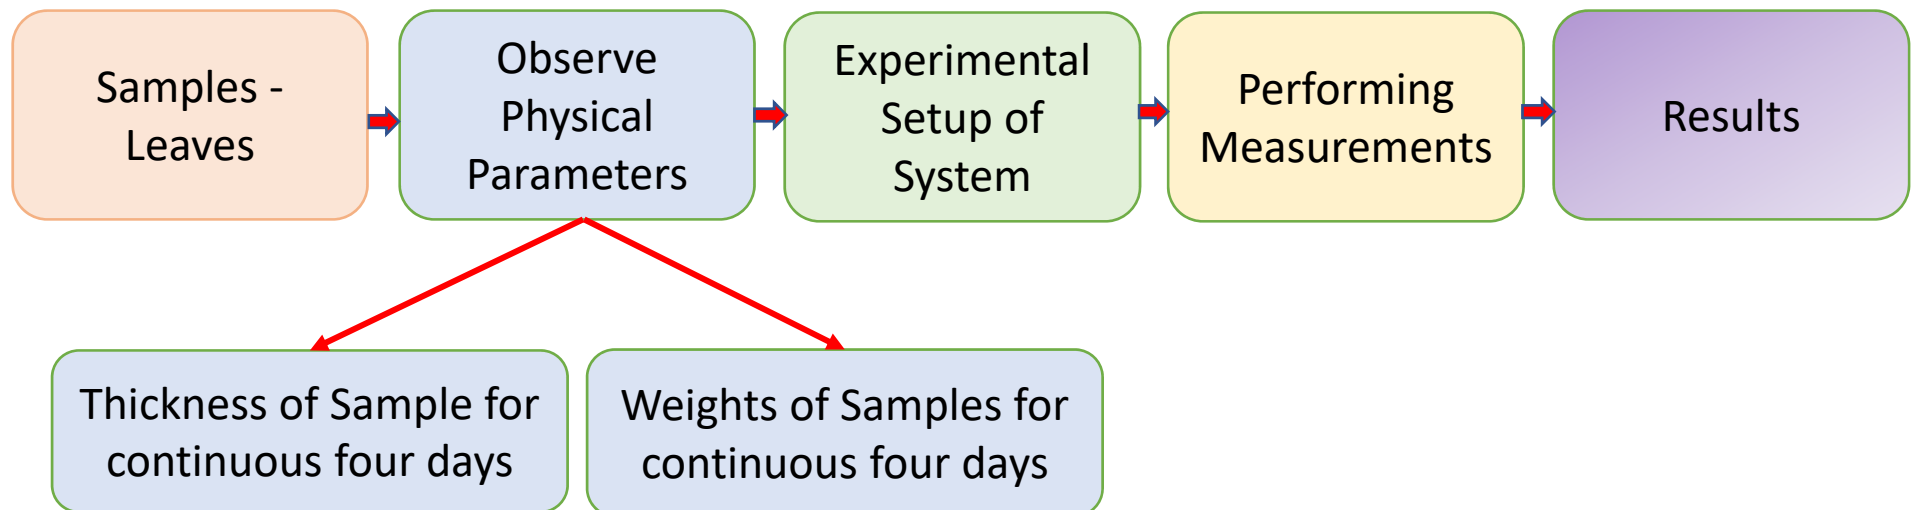 Samples -
Leaves
Observe
Physical
Parameters
Experimental
Setup of
System
Performing
Measurements
Results
Thickness of Sample for
continuous four days
Weights of Samples for
continuous four days